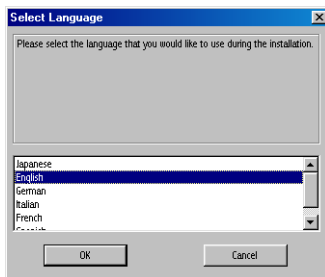 Select Language
Please select the language that you would like to use during the installation.
Japanese
English
German
Italian
French
OK
Cancel